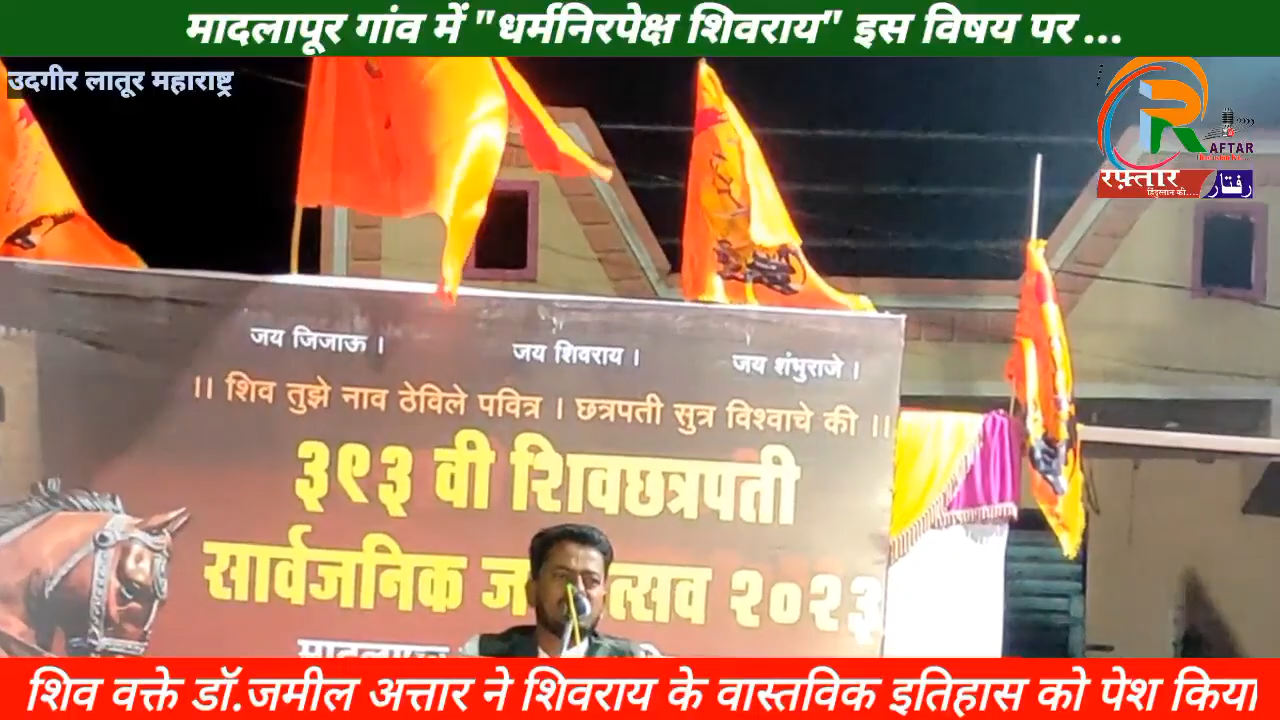 मादलापूर गांव में "धर्मनिरपेक्ष शिवराय" इस विषय पर ...
उदगीर लातूर महाराष्ट्र
R
AFTAR
रफ़्तार
हिंदुस्तान की....
رفتار
जय जिजाऊ ।
जय शिवराय ।
जय शंभुराजे ।
।। शिव तुझे नाव ठेविले पवित्र । छत्रपती सुत्र विश्वाचे की ।।
३९३ वी शिवछत्रपती
सार्वजनिक ज त्सव २०२३
शिव वक्ते डॉ.जमील अत्तार ने शिवराय के वास्तविक इतिहास को पेश किया